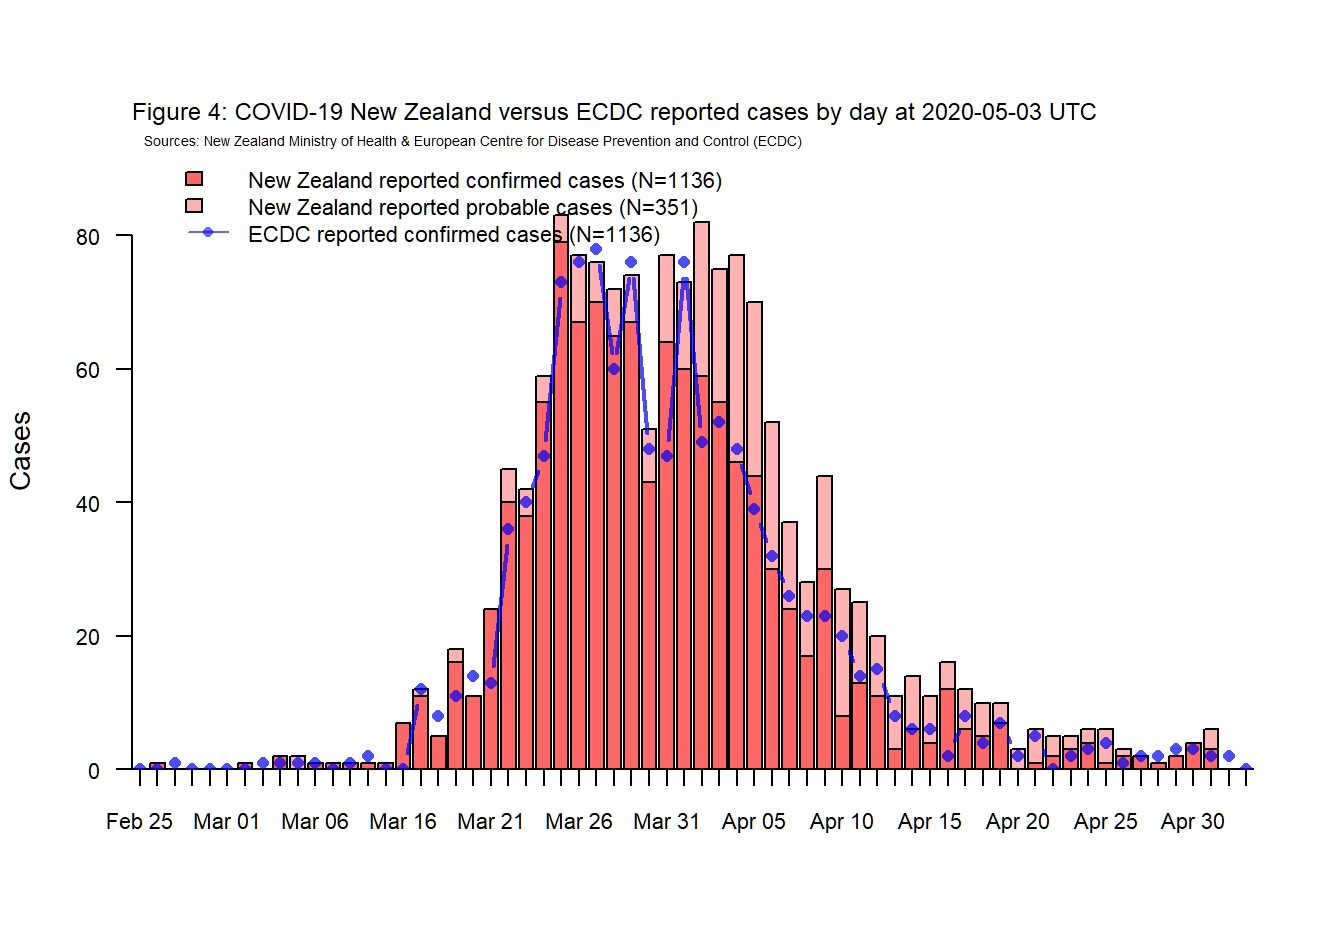 Figure 4: COVID-19 New Zealand versus ECDC reported cases by day at 2020-05-03 UTC
Sources: New Zealand Ministry of Health & European Centre for Disease Prevention and Control (ECDC)
New Zealand reported confirmed cases (N=1136)
New Zealand reported probable cases (N=351)
ECDC reported confirmed cases (N=1136)
Cases
80
60
40
20
0
Feb 25 Mar 01 Mar 06 Mar 16 Mar 21 Mar 26 Mar 31 Apr 05 Apr 10 Apr 15 Apr 20 Apr 25 Apr 30